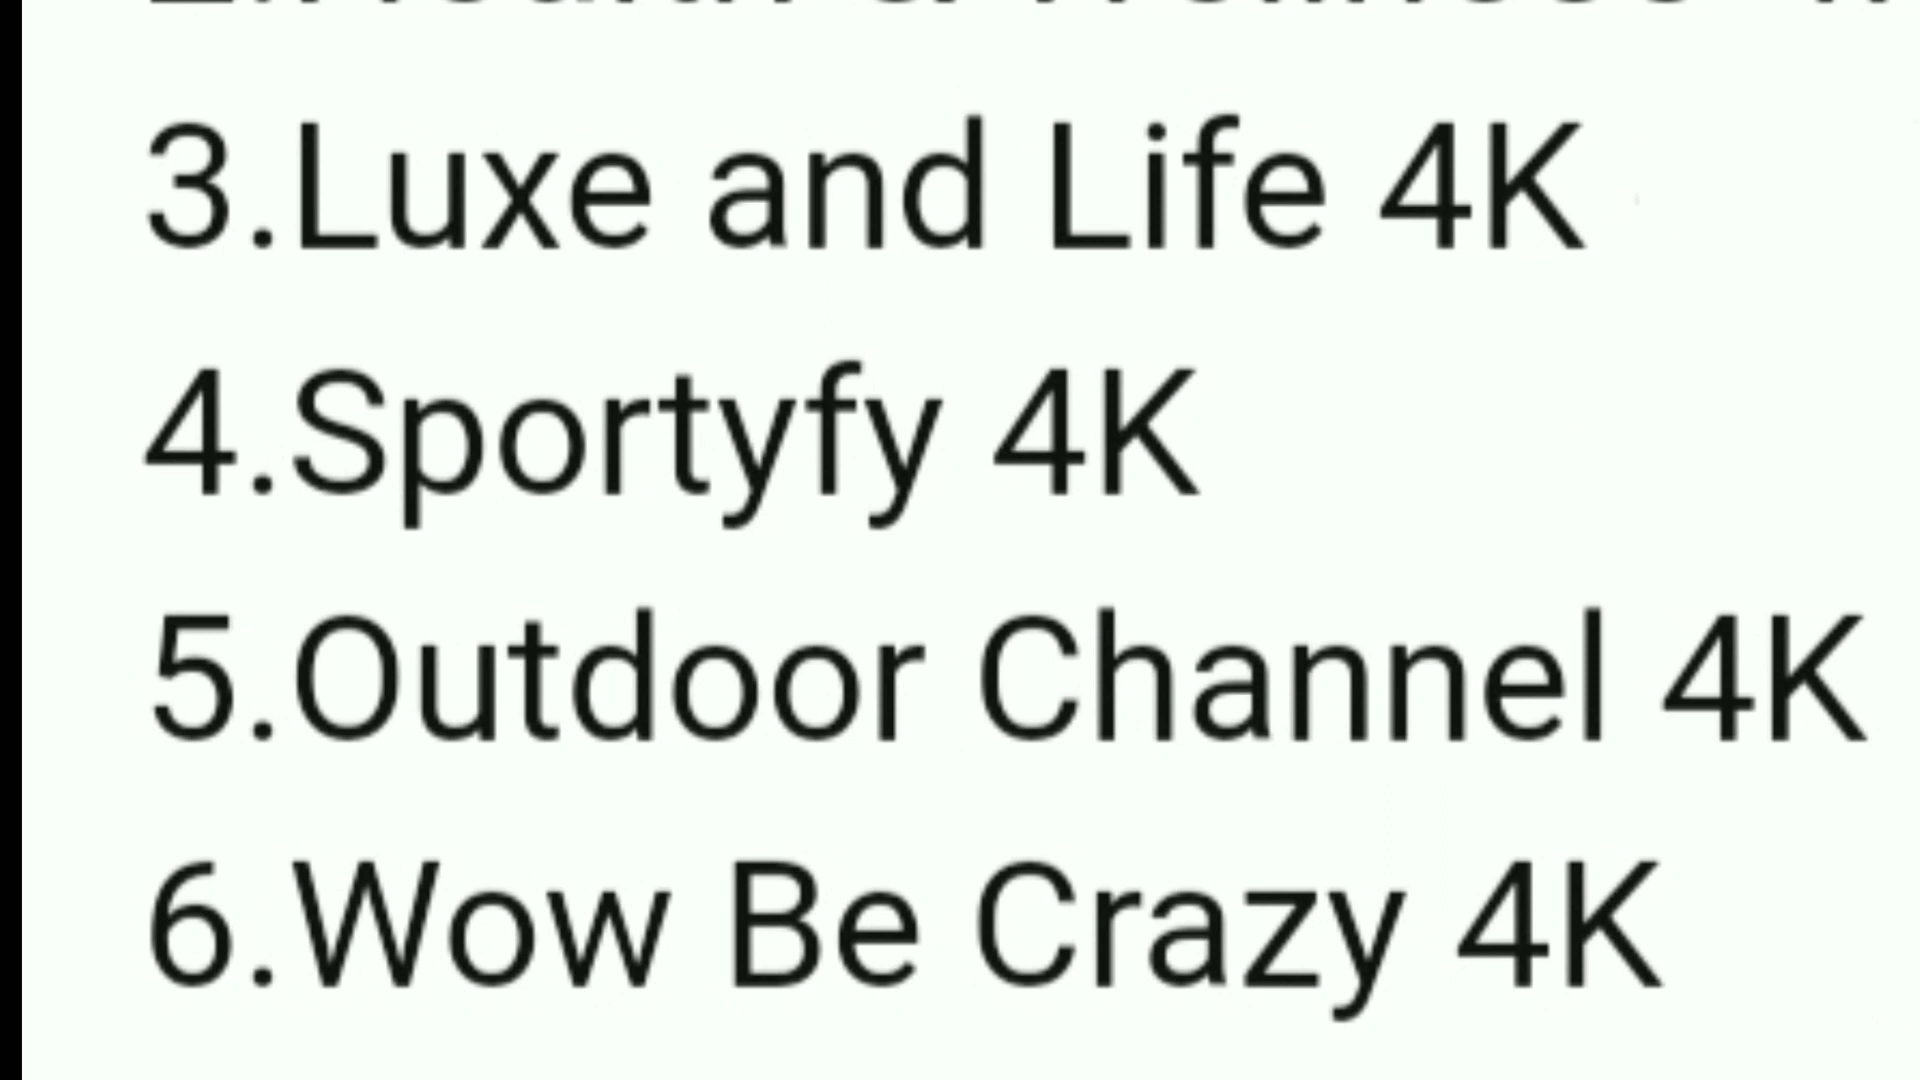 3.Luxe and Life 4K
4.Sportyfy 4K
5.Outdoor Channel 4K
6.Wow Be Crazy 4K